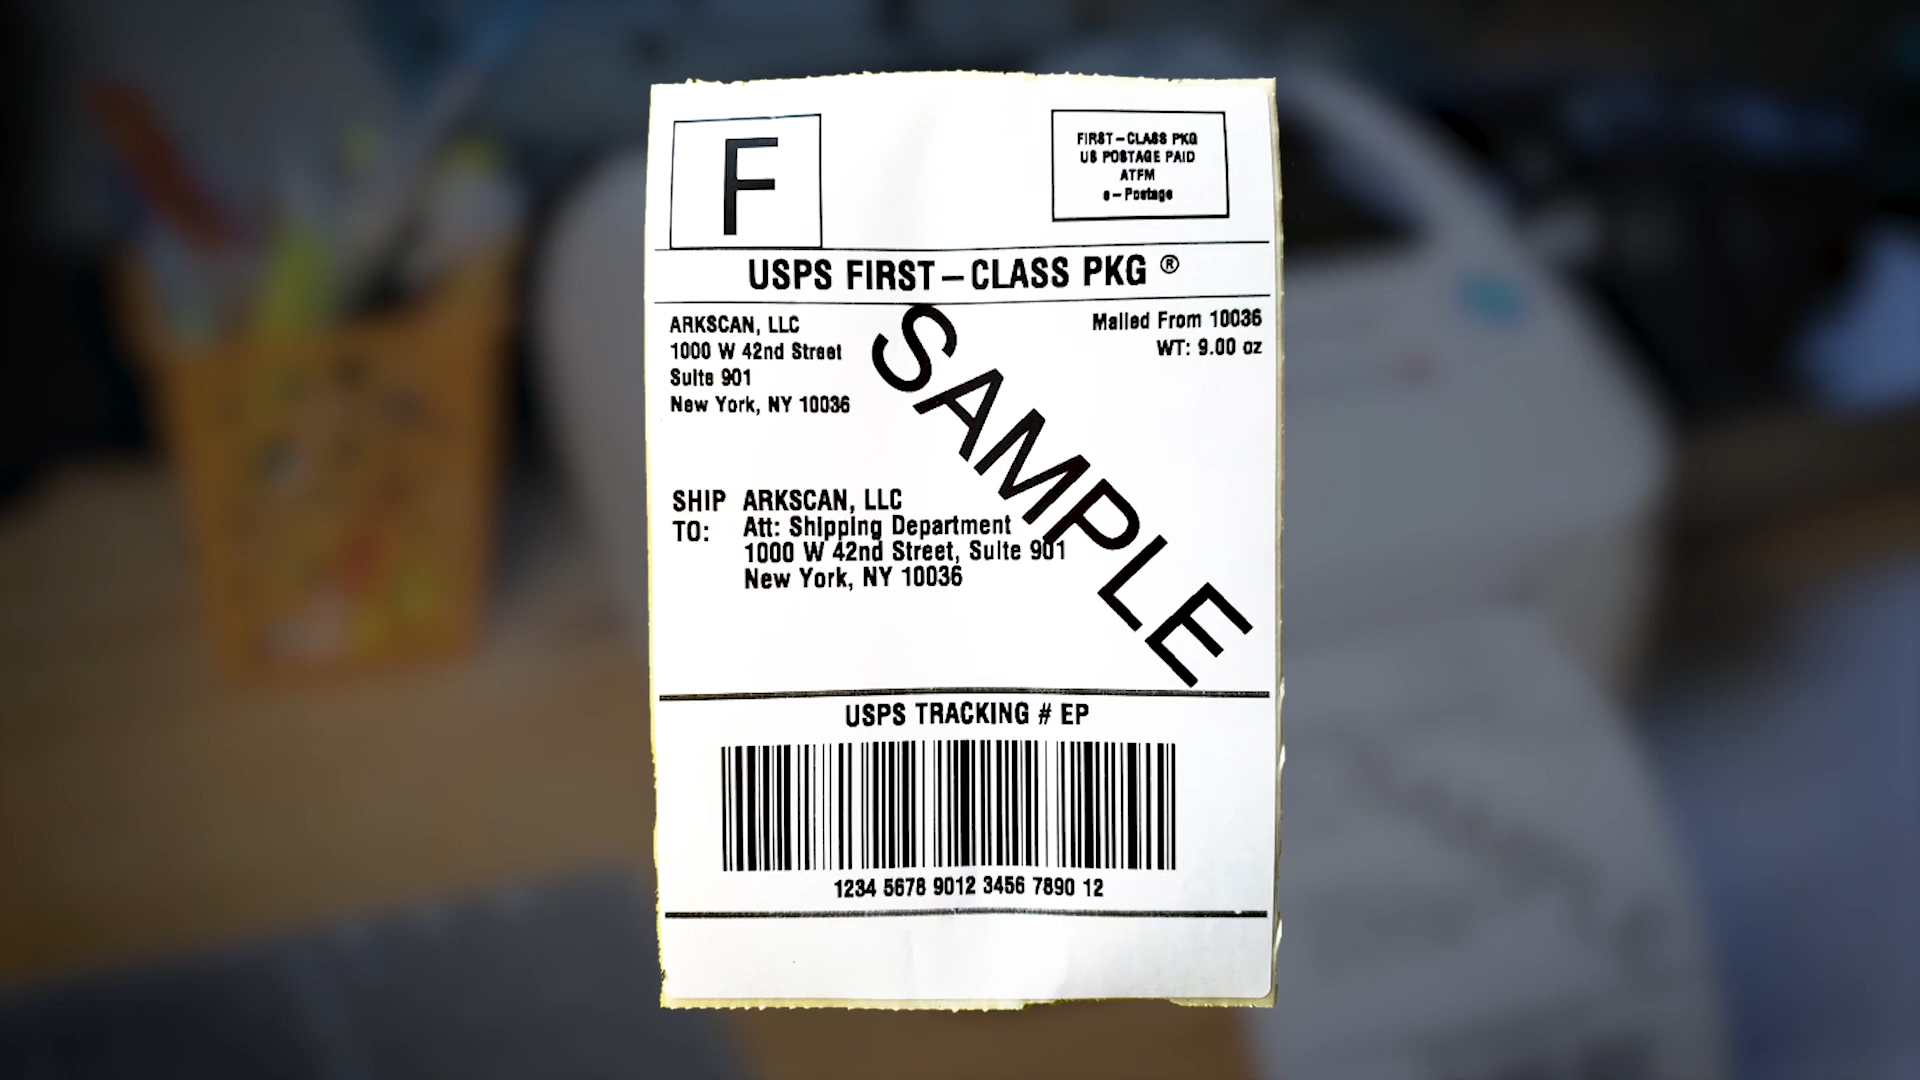 F
FIRST-CLASS PKG
US POSTAGE PAID
ATFM
e-Postage
USPS FIRST-CLASS PKG ®
ARKSCAN, LLC
1000 W 42nd Street
Suite 901
New York, NY 10036
Mailed From 10036
WT: 9.00 oz
SAMPLE
SHIP TO:
ARKSCAN, LLC
Att: Shipping Department
1000 W 42nd Street, Suite 901
New York, NY 10036
USPS TRACKING # EP
1234 5678 9012 3456 7890 12